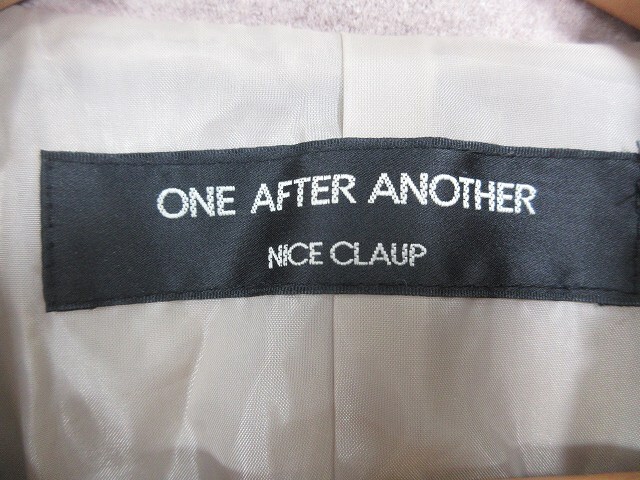 ONE AFTER ANOTHER
NICE CLAUP